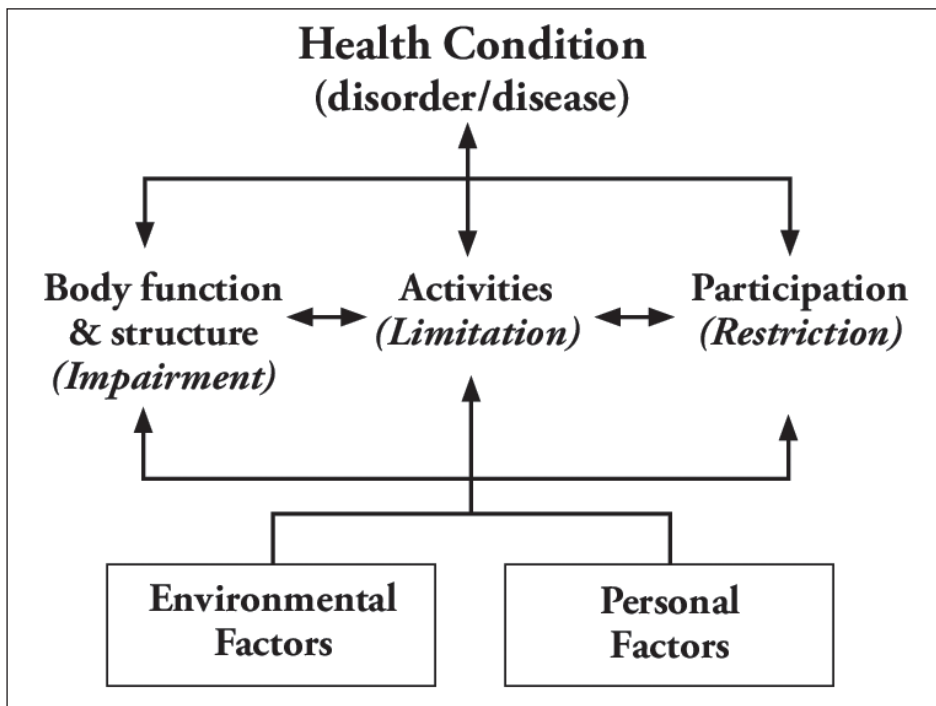 Health Condition
(disorder/disease)
Body function
& structure
(Impairment)
Activities
(Limitation)
Participation
(Restriction)
Environmental
Factors
Personal
Factors